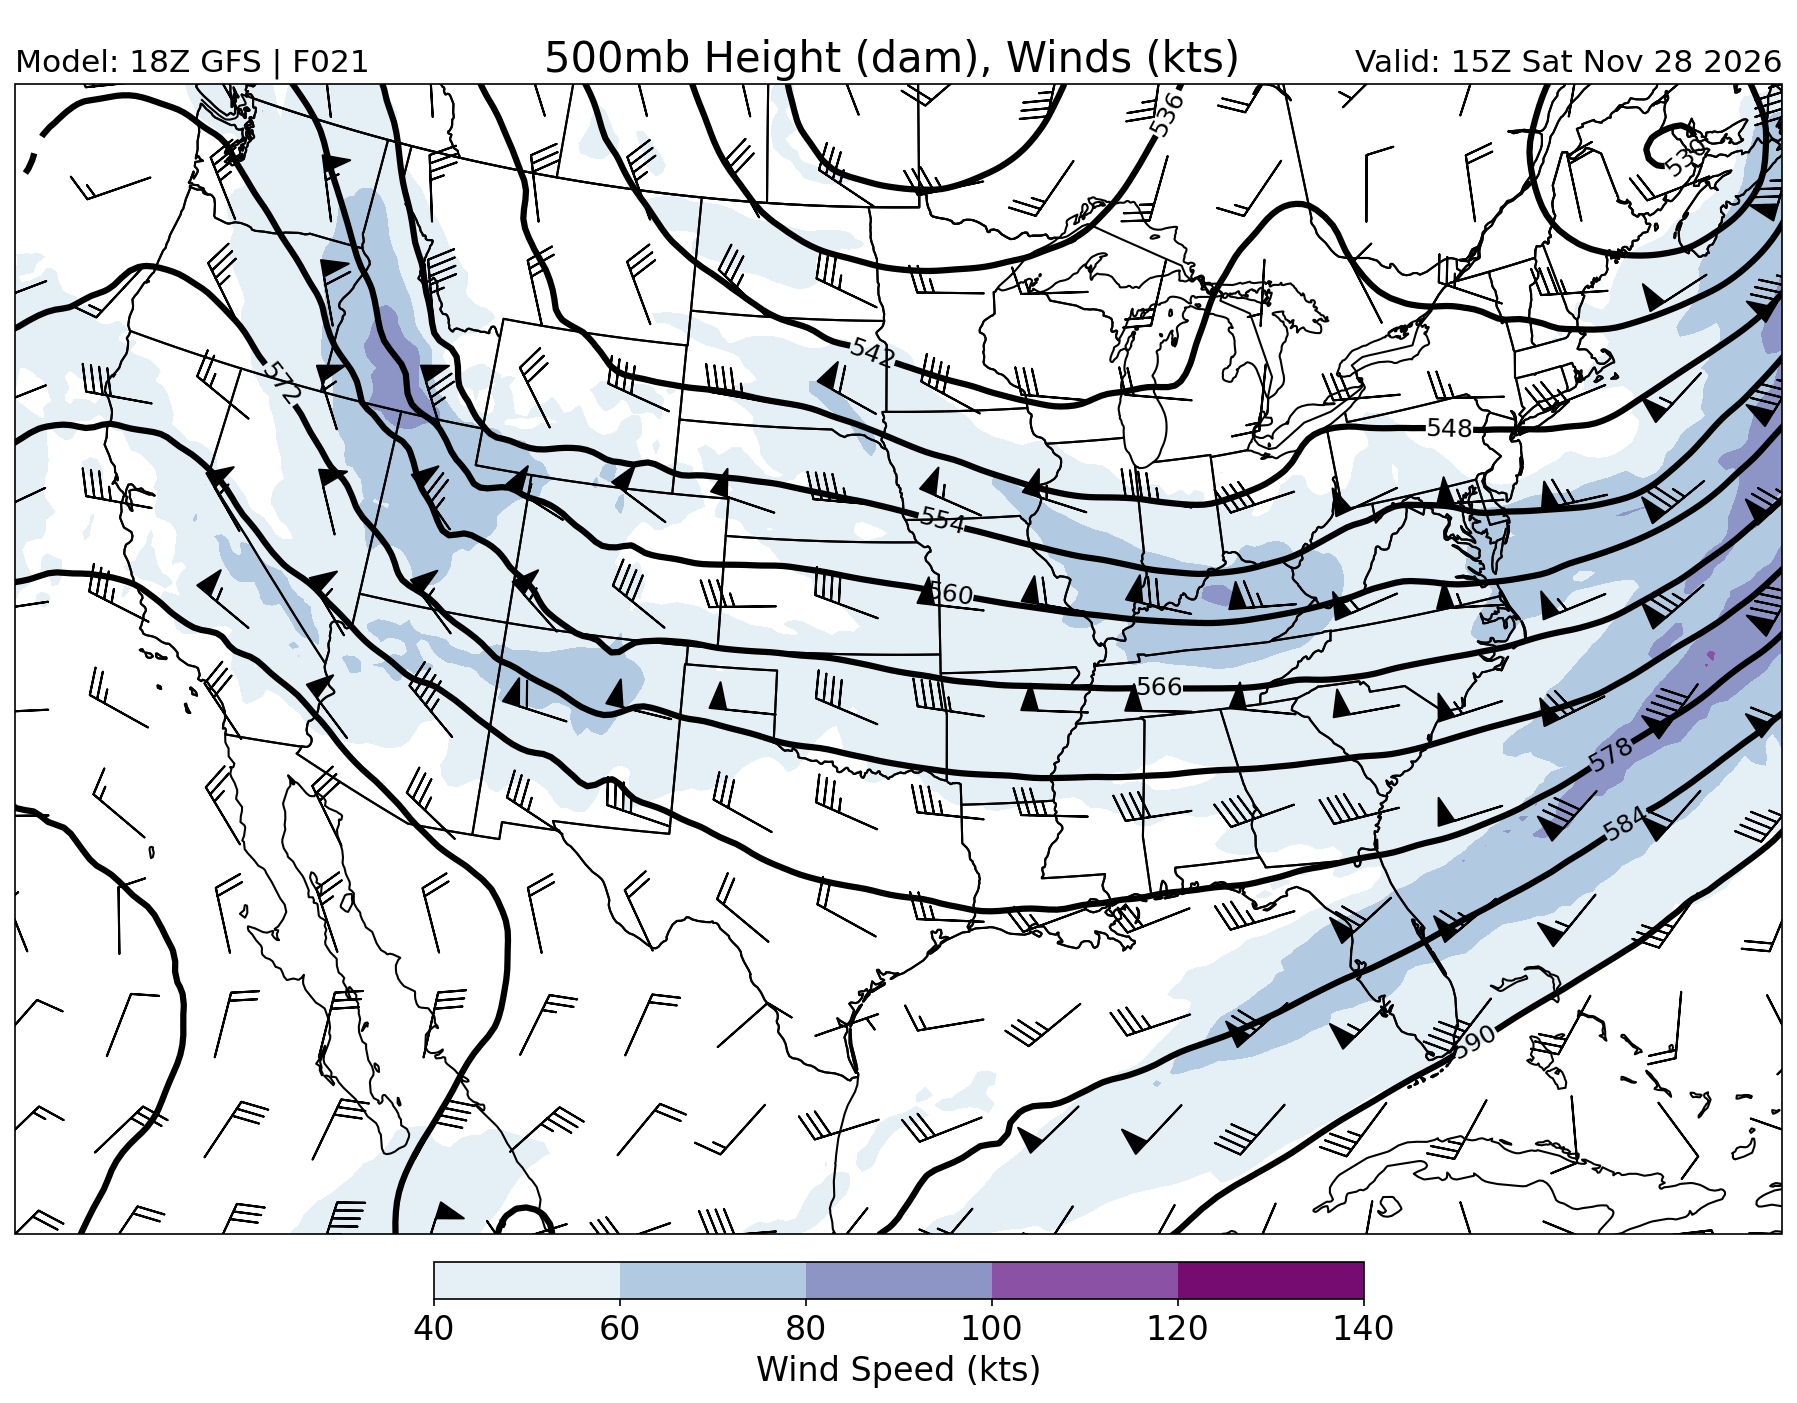 Model: 18Z GFS | F021
500mb Height (dam), Winds (kts)
Valid: 15Z Sat Nov 28 2026
536
530
542
572
548
554
560
566
578
584
590
40 60 80 100 120 140
Wind Speed (kts)